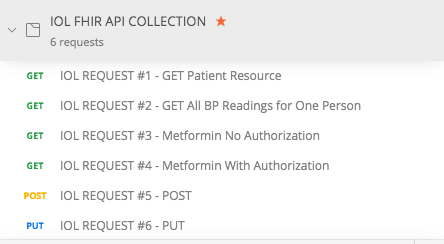 IOL FHIR API COLLECTION
6 requests
GET IOL REQUEST #1 - GET Patient Resource
GET IOL REQUEST #2 - GET All BP Readings for One Person
GET IOL REQUEST #3 - Metformin No Authorization
GET IOL REQUEST #4 - Metformin With Authorization
POST IOL REQUEST #5 - POST
PUT IOL REQUEST #6 - PUT